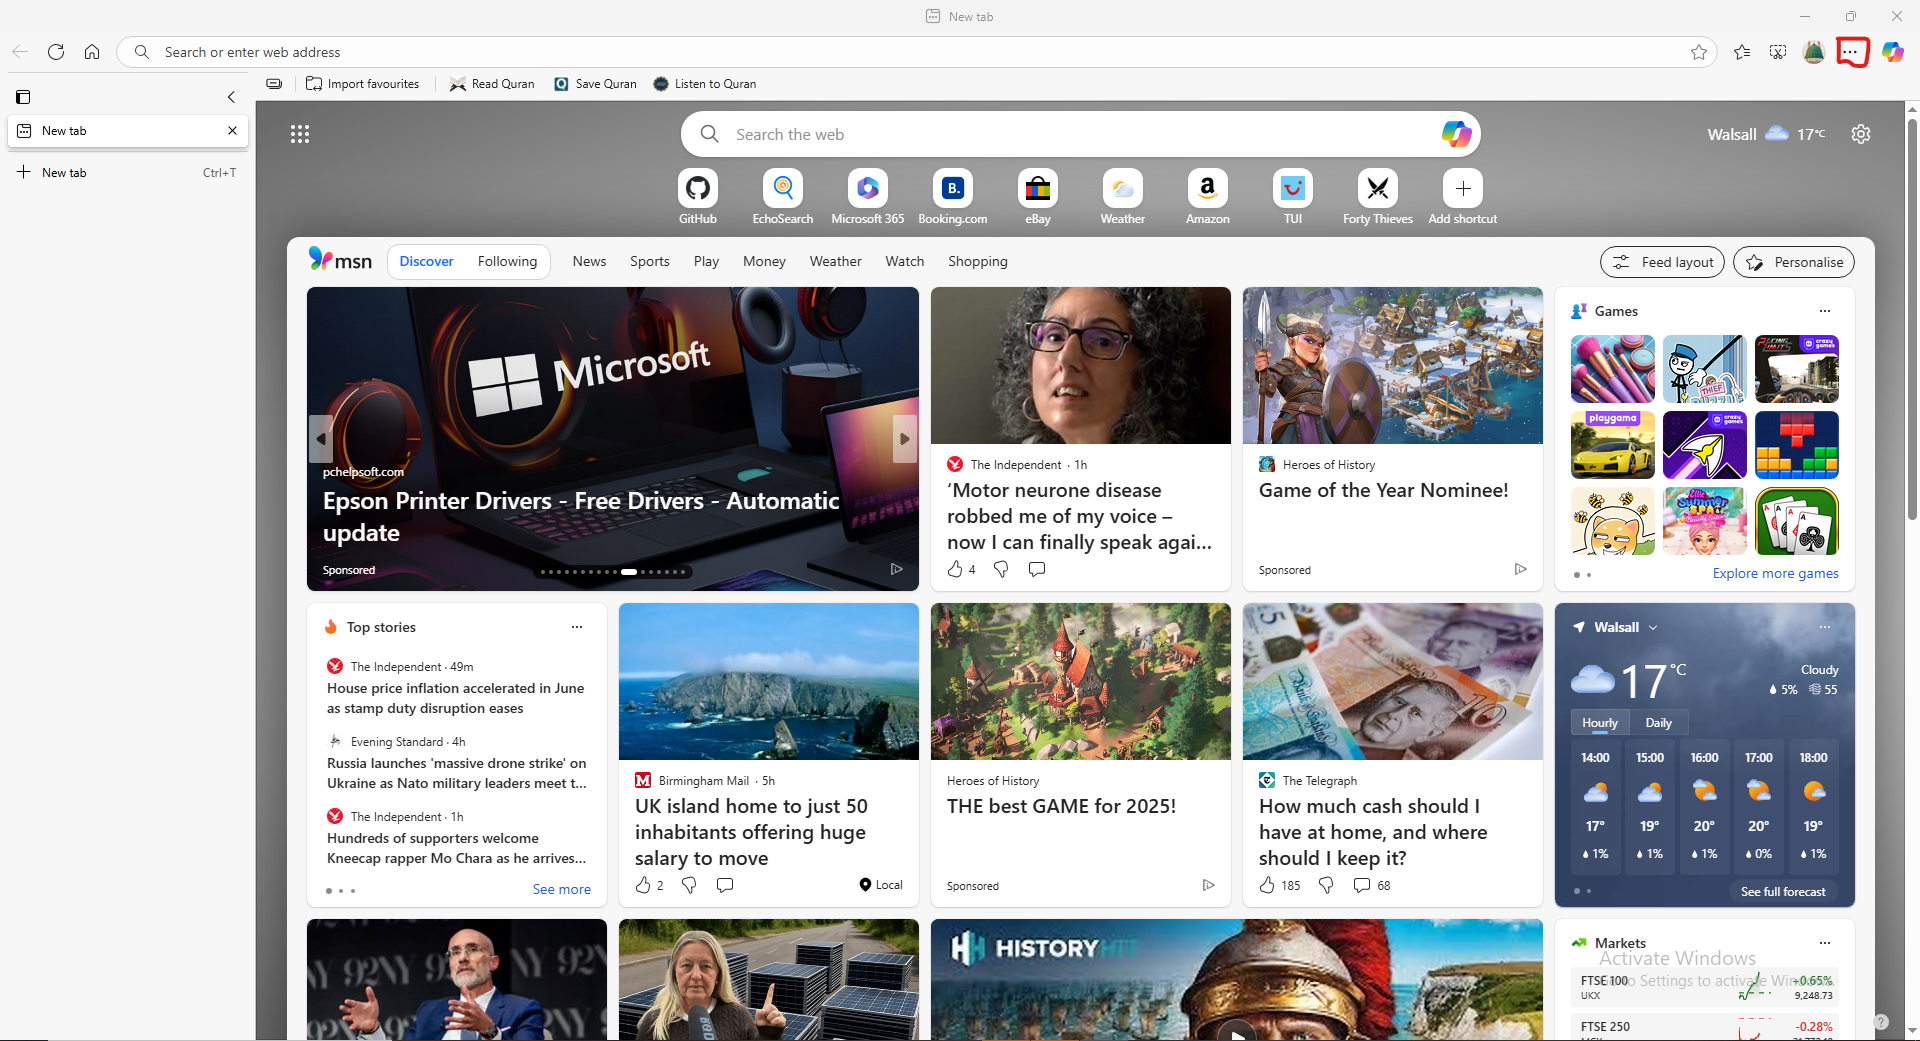 New tab
Search or enter web address
Import favourites
Read Quran
Save Quran
Listen to Quran
New tab
New tab
Ctrl+T
Search the web
Walsall
17°C
GitHub
EchoSearch
Microsoft 365
Booking.com
eBay
Weather
Amazon
TUI
Forty Thieves
Add shortcut
msn
Discover
Following
News
Sports
Play
Money
Weather
Watch
Shopping
Feed layout
Personalise
Microsoft
pchelpsoft.com
Epson Printer Drivers - Free Drivers - Automatic
update
Sponsored
The Independent · 1h
‘Motor neurone disease
robbed me of my voice –
now I can finally speak agai...
4
Heroes of History
Game of the Year Nominee!
Sponsored
Games
THIEF
crazy games
playgama
crazy games
Ellie
Summer
SPA
Explore more games
Top stories
The Independent · 49m
House price inflation accelerated in June
as stamp duty disruption eases
Evening Standard · 4h
Russia launches 'massive drone strike' on
Ukraine as Nato military leaders meet t...
The Independent · 1h
Hundreds of supporters welcome
Kneecap rapper Mo Chara as he arrives...
See more
Birmingham Mail · 5h
UK island home to just 50
inhabitants offering huge
salary to move
2
Local
Heroes of History
THE best GAME for 2025!
Sponsored
The Telegraph
How much cash should I
have at home, and where
should I keep it?
185
68
Walsall
17°C
Cloudy
5%
55
Hourly
Daily
14:00
15:00
16:00
17:00
18:00
17°
19°
20°
20°
19°
1%
1%
1%
0%
1%
See full forecast
92NY
HISTORY HIT
Markets
Activate Windows
Go to Settings to activate Windows.
FTSE 100
UKX
+0.65%
9,248.73
FTSE 250
-0.28%